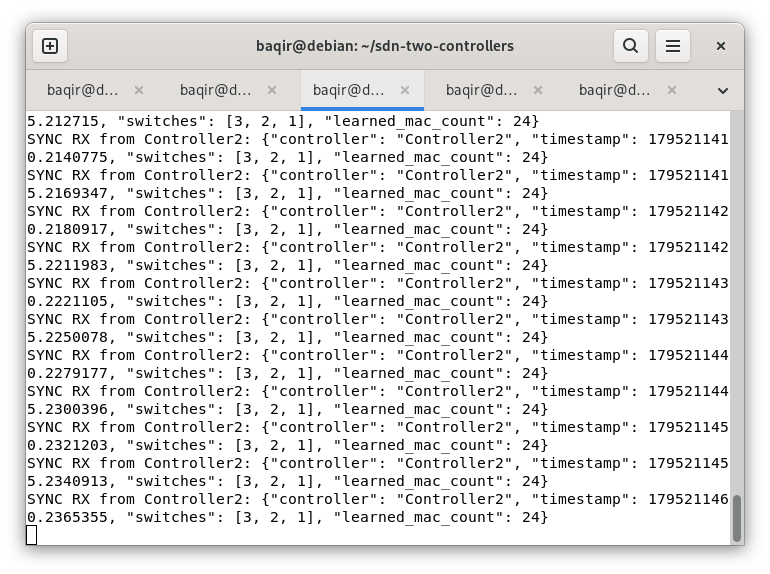 baqir@debian: ~/sdn-two-controllers
baqir@d... baqir@d... baqir@d... baqir@d... baqir@d...
5.212715, "switches": [3, 2, 1], "learned_mac_count": 24}
SYNC RX from Controller2: {"controller": "Controller2", "timestamp": 179521141
0.2140775, "switches": [3, 2, 1], "learned_mac_count": 24}
SYNC RX from Controller2: {"controller": "Controller2", "timestamp": 179521141
5.2169347, "switches": [3, 2, 1], "learned_mac_count": 24}
SYNC RX from Controller2: {"controller": "Controller2", "timestamp": 179521142
0.2180917, "switches": [3, 2, 1], "learned_mac_count": 24}
SYNC RX from Controller2: {"controller": "Controller2", "timestamp": 179521142
5.2211983, "switches": [3, 2, 1], "learned_mac_count": 24}
SYNC RX from Controller2: {"controller": "Controller2", "timestamp": 179521143
0.2221105, "switches": [3, 2, 1], "learned_mac_count": 24}
SYNC RX from Controller2: {"controller": "Controller2", "timestamp": 179521143
5.2250078, "switches": [3, 2, 1], "learned_mac_count": 24}
SYNC RX from Controller2: {"controller": "Controller2", "timestamp": 179521144
0.2279177, "switches": [3, 2, 1], "learned_mac_count": 24}
SYNC RX from Controller2: {"controller": "Controller2", "timestamp": 179521144
5.2300396, "switches": [3, 2, 1], "learned_mac_count": 24}
SYNC RX from Controller2: {"controller": "Controller2", "timestamp": 179521145
0.2321203, "switches": [3, 2, 1], "learned_mac_count": 24}
SYNC RX from Controller2: {"controller": "Controller2", "timestamp": 179521145
5.2340913, "switches": [3, 2, 1], "learned_mac_count": 24}
SYNC RX from Controller2: {"controller": "Controller2", "timestamp": 179521146
0.2365355, "switches": [3, 2, 1], "learned_mac_count": 24}